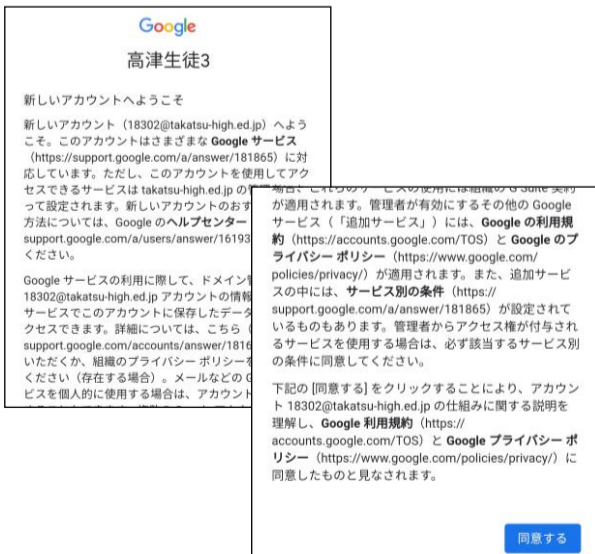 Google
高津生徒3
新しいアカウントへようこそ
新しいアカウント（18302@takatsu-high.ed.jp）へよう
こそ。このアカウントはさまざまな Google サービス
（https://support.google.com/a/answer/181865）に対
応しています。ただし、このアカウントを使用してアク
セスできるサービスは takatsu-high.ed.jp の
って設定されます。新しいアカウントのおす
方法については、Google のヘルプセンター
support.google.com/a/users/answer/16193
ください。
Google サービスの利用に際して、ドメイン
18302@takatsu-high.ed.jp アカウントの情報
サービスでこのアカウントに保存したデータ
クセスできます。詳細については、こちら（
support.google.com/accounts/answer/1816
いただくか、組織のプライバシー ポリシーを
ください（存在する場合）。メールなどの G
ビスを個人的に使用する場合は、アカウント
が適用されます。管理者が有効にするその他の Google
サービス（「追加サービス」）には、Google の利用規
約（https://accounts.google.com/TOS）と Google のプ
ライバシー ポリシー（https://www.google.com/
policies/privacy/）が適用されます。また、追加サービ
スの中には、サービス別の条件（https://
support.google.com/a/answer/181865）が設定されて
いるものもあります。管理者からアクセス権が付与され
るサービスを使用する場合は、必ず該当するサービス別
の条件に同意してください。
下記の [同意する] をクリックすることにより、アカウン
ト 18302@takatsu-high.ed.jp の仕組みに関する説明を
理解し、Google 利用規約（https://
accounts.google.com/TOS）と Google プライバシー ポ
リシー（https://www.google.com/policies/privacy/）に
同意したものと見なされます。
同意する